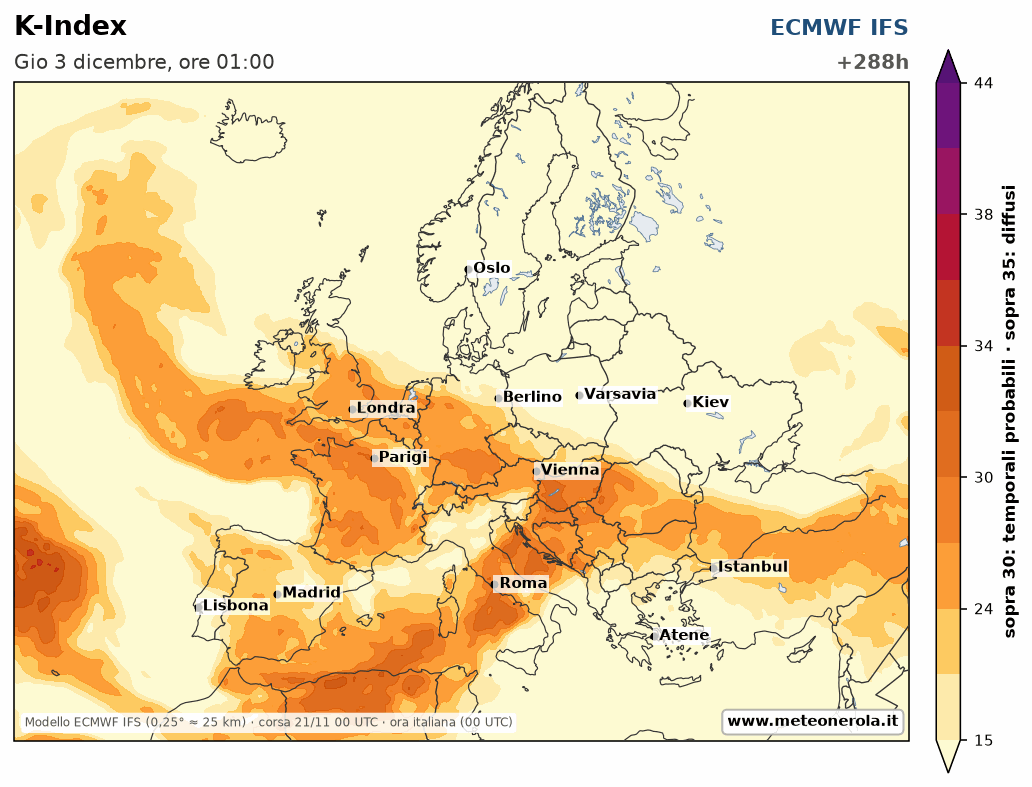 K-Index
ECMWF IFS
Gio 3 dicembre, ore 01:00
+288h
44
38
34
30
24
15
sopra 30: temporali probabili · sopra 35: diffusi
Oslo
Berlino
Varsavia
Kiev
Londra
Parigi
Vienna
Istanbul
Roma
Madrid
Lisbona
Atene
Modello ECMWF IFS (0,25° ≈ 25 km) · corsa 21/11 00 UTC · ora italiana (00 UTC)
www.meteonerola.it